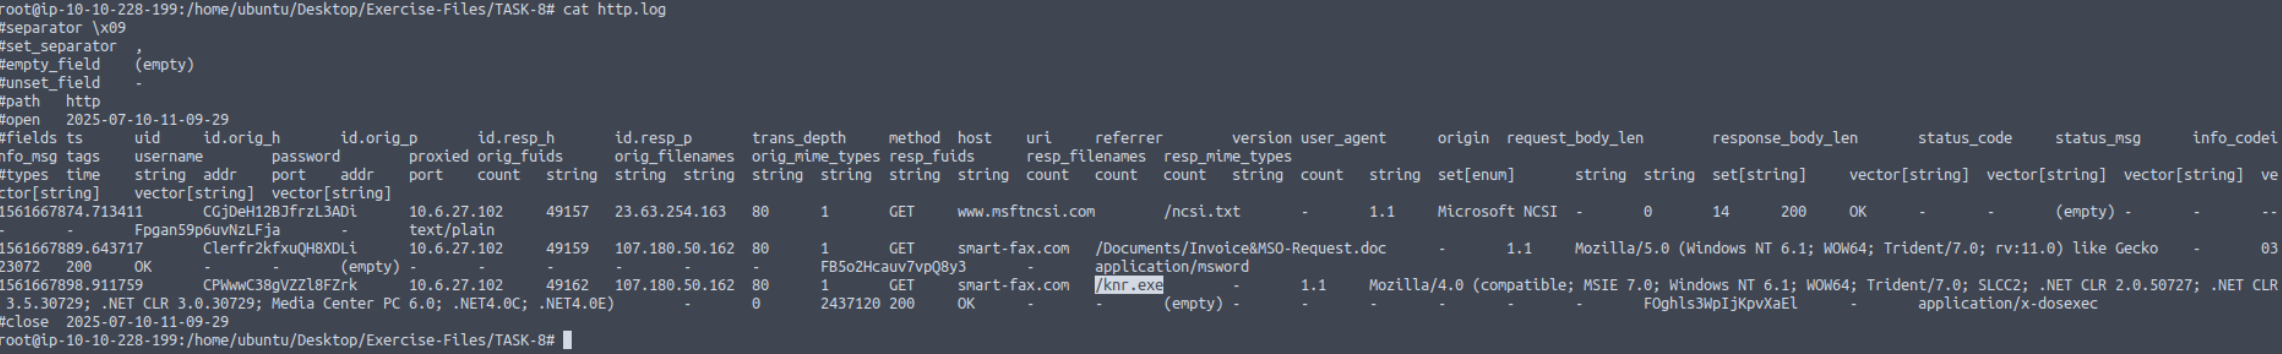 root@ip-10-10-228-199:/home/ubuntu/Desktop/Exercise-Files/TASK-8# cat http.log
#separator \x09
#set_separator	,
#empty_field	(empty)
#unset_field	-
#path	http
#open	2025-07-10-11-09-29
#fields	ts	uid	id.orig_h	id.orig_p	id.resp_h	id.resp_p	trans_depth	method	host	uri	referrer	version	user_agent	origin	request_body_len	response_body_len	status_code	status_msg	info_codei
nfo_msg	tags	username	password	proxied	orig_fuids	orig_filenames	orig_mime_types	resp_fuids	resp_filenames	resp_mime_types
#types	time	string	addr	port	addr	port	count	string	string	string	string	string	string	string	count	count	count	string	count	string	set[enum]	string	string	set[string]	vector[string]	vector[string]	vector[string]	ve
ctor[string]	vector[string]	vector[string]
1561667874.713411	CGjDeH12BJfrzL3ADi	10.6.27.102	49157	23.63.254.163	80	1	GET	www.msftncsi.com	/ncsi.txt	-	1.1	Microsoft NCSI	-	0	14	200	OK	-	-	(empty)	-	-	--
-	-	Fpgan59p6uvNzLFja	-	text/plain
1561667889.643717	Clerfr2kfxuQH8XDLi	10.6.27.102	49159	107.180.50.162	80	1	GET	smart-fax.com	/Documents/Invoice&MSO-Request.doc	-	1.1	Mozilla/5.0 (Windows NT 6.1; WOW64; Trident/7.0; rv:11.0) like Gecko	-	03
23072	200	OK	-	-	(empty)	-	-	-	-	-	-	FB5o2Hcauv7vpQ8y3	-	application/msword
1561667898.911759	CPWwwC38gVZZl8FZrk	10.6.27.102	49162	107.180.50.162	80	1	GET	smart-fax.com	/knr.exe	-	1.1	Mozilla/4.0 (compatible; MSIE 7.0; Windows NT 6.1; WOW64; Trident/7.0; SLCC2; .NET CLR 2.0.50727; .NET CLR
3.5.30729; .NET CLR 3.0.30729; Media Center PC 6.0; .NET4.0C; .NET4.0E)	-	0	2437120	200	OK	-	-	(empty)	-	-	-	-	-	-	FOghls3WpIjKpvXaEl	-	application/x-dosexec
#close	2025-07-10-11-09-29
root@ip-10-10-228-199:/home/ubuntu/Desktop/Exercise-Files/TASK-8#